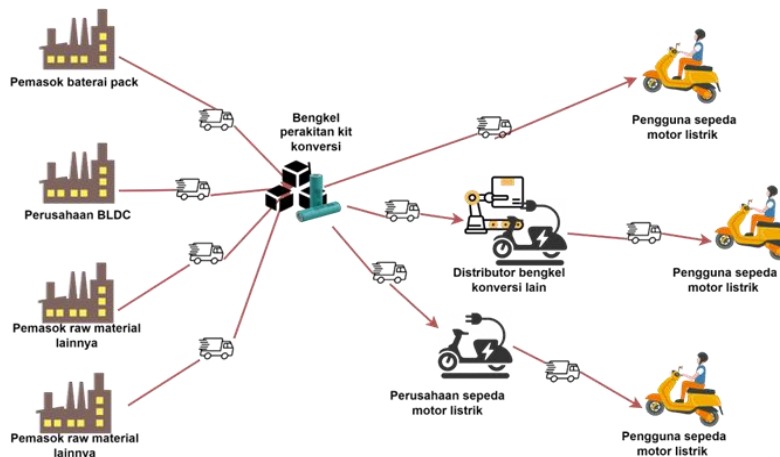 Pemasok baterai pack
Bengkel
perakitan kit
konversi
Pengguna sepeda
motor listrik
Perusahaan BLDC
Distributor bengkel
konversi lain
Pengguna sepeda
motor listrik
Pemasok raw material
lainnya
Perusahaan sepeda
motor listrik
Pemasok raw material
lainnya
Pengguna sepeda
motor listrik